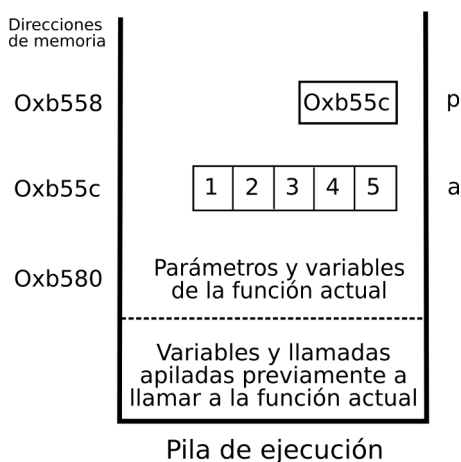 Direcciones
de memoria
Oxb558
Oxb55c
p
Oxb55c
1 2 3 4 5
a
Oxb580
Parámetros y variables
de la función actual
Variables y llamadas
apiladas previamente a
llamar a la función actual
Pila de ejecución